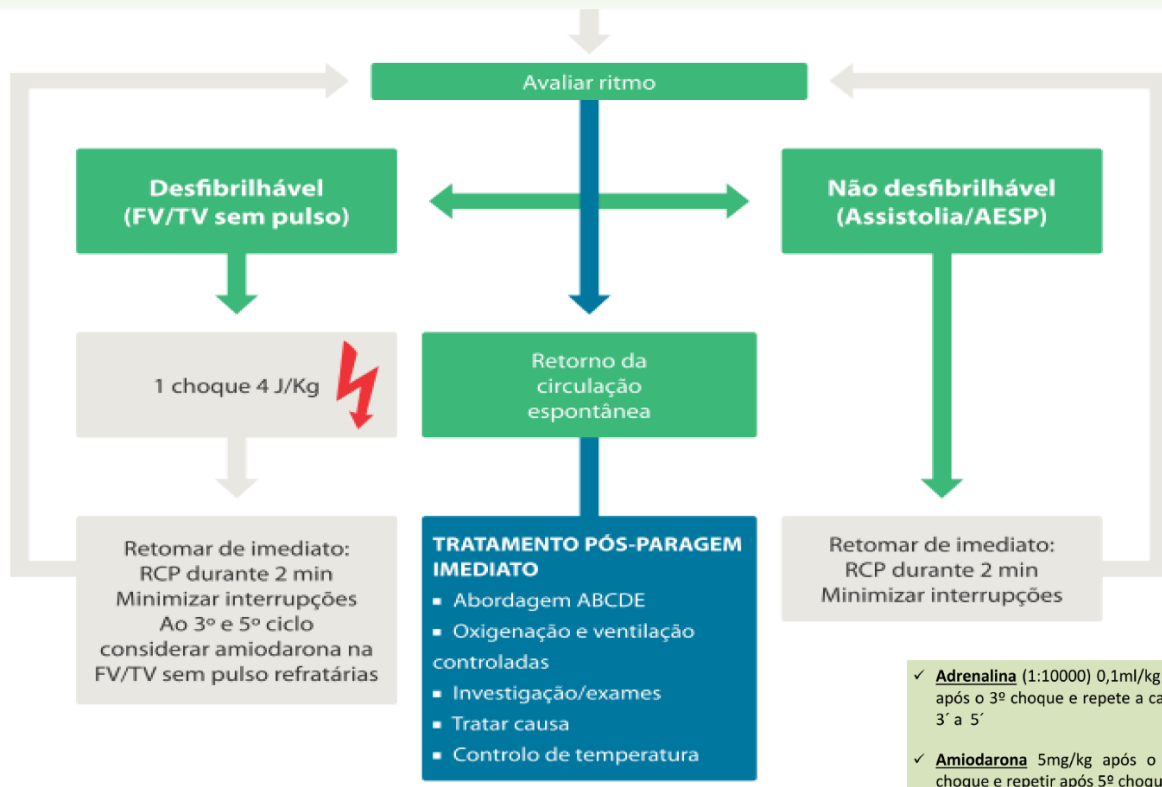 Avaliar ritmo
Desfibrilhável
(FV/TV sem pulso)
Não desfibrilhável
(Assistolia/AESP)
1 choque 4 J/Kg
Retorno da
circulação
espontânea
Retomar de imediato:
RCP durante 2 min
Minimizar interrupções
Ao 3º e 5º ciclo
considerar amiodarona na
FV/TV sem pulso refratárias
TRATAMENTO PÓS-PARAGEM
IMEDIATO
▪ Abordagem ABCDE
▪ Oxigenação e ventilação
controladas
▪ Investigação/exames
▪ Tratar causa
▪ Controlo de temperatura
Retomar de imediato:
RCP durante 2 min
Minimizar interrupções
✓ Adrenalina (1:10000) 0,1ml/kg
após o 3º choque e repete a
3´ a 5´
✓ Amiodarona 5mg/kg após o
choque e repetir após 5º